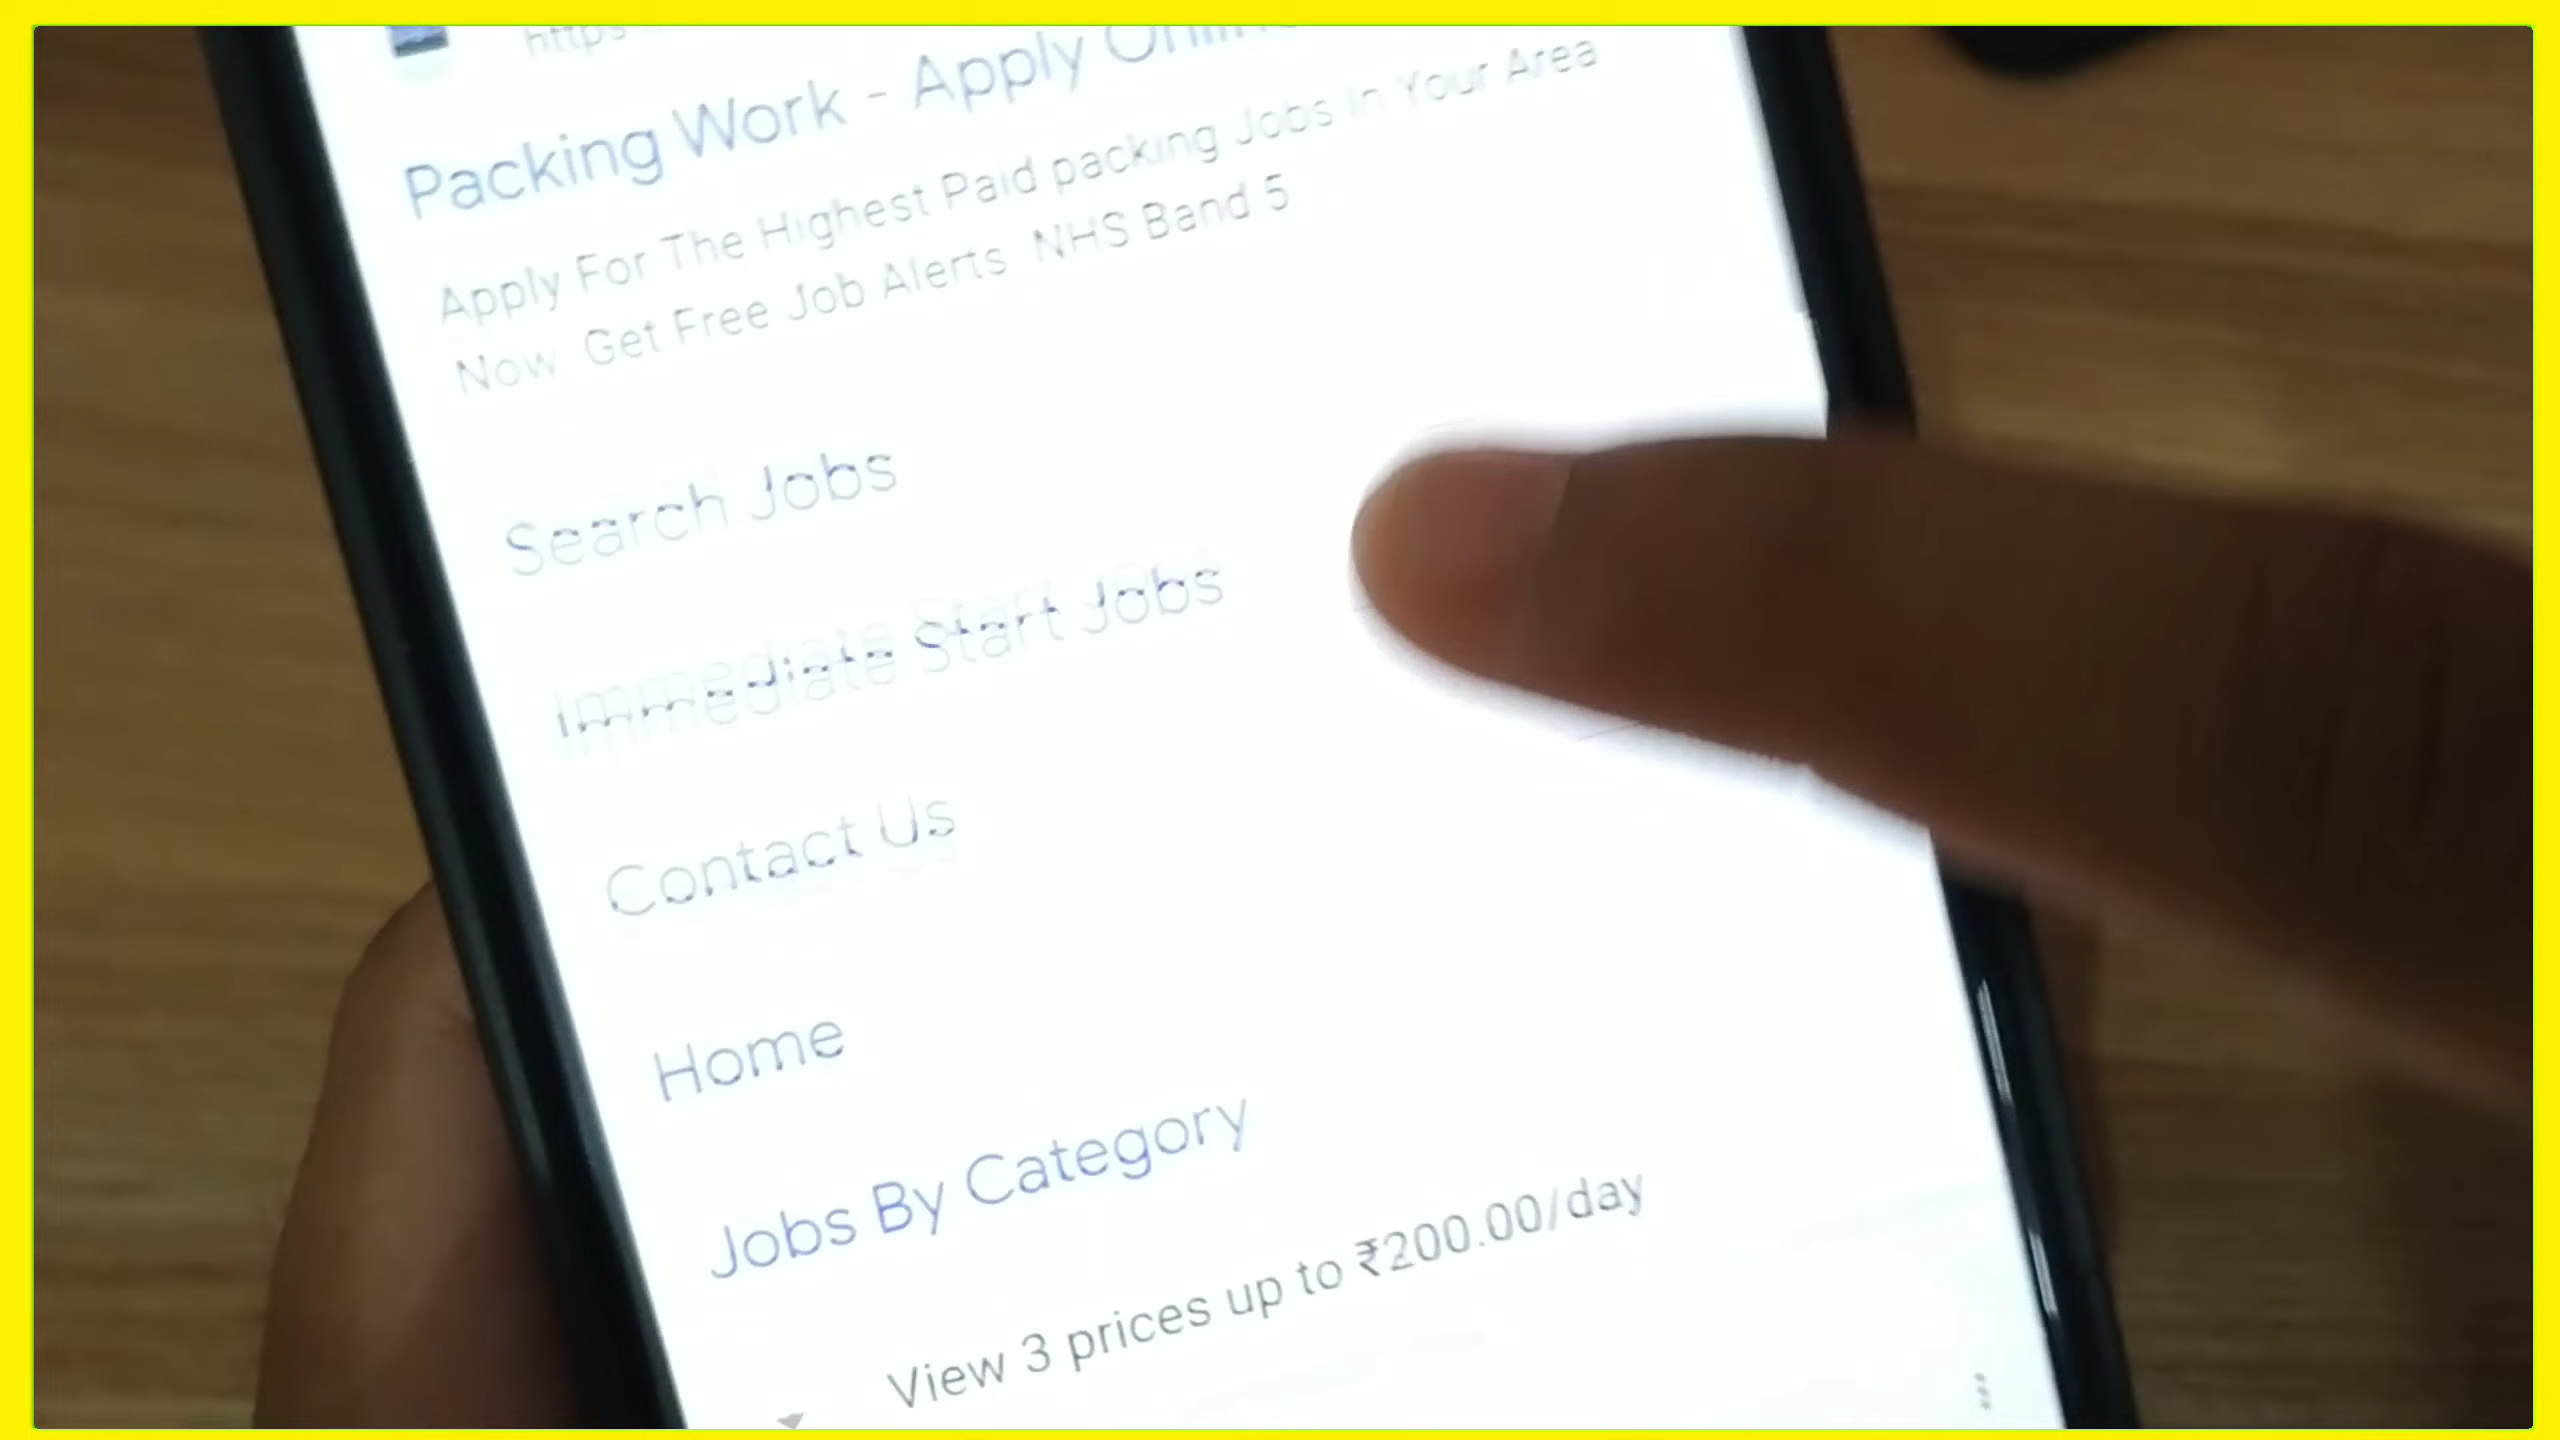 https
Packing Work - Apply Online
Apply For The Highest Paid packing Jobs In Your Area
Now Get Free Job Alerts NHS Band 5
Search Jobs
Immediate Start Jobs
Contact Us
Home
Jobs By Category
View 3 prices up to ₹200.00/day